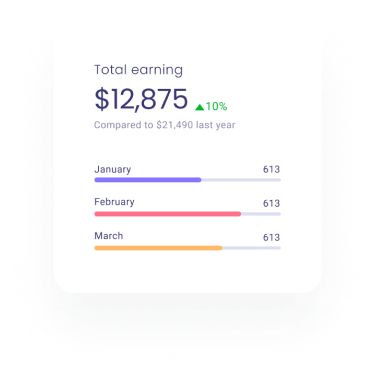 Total earning
$12,875 10%
Compared to $21,490 last year
January 613
February 613
March 613